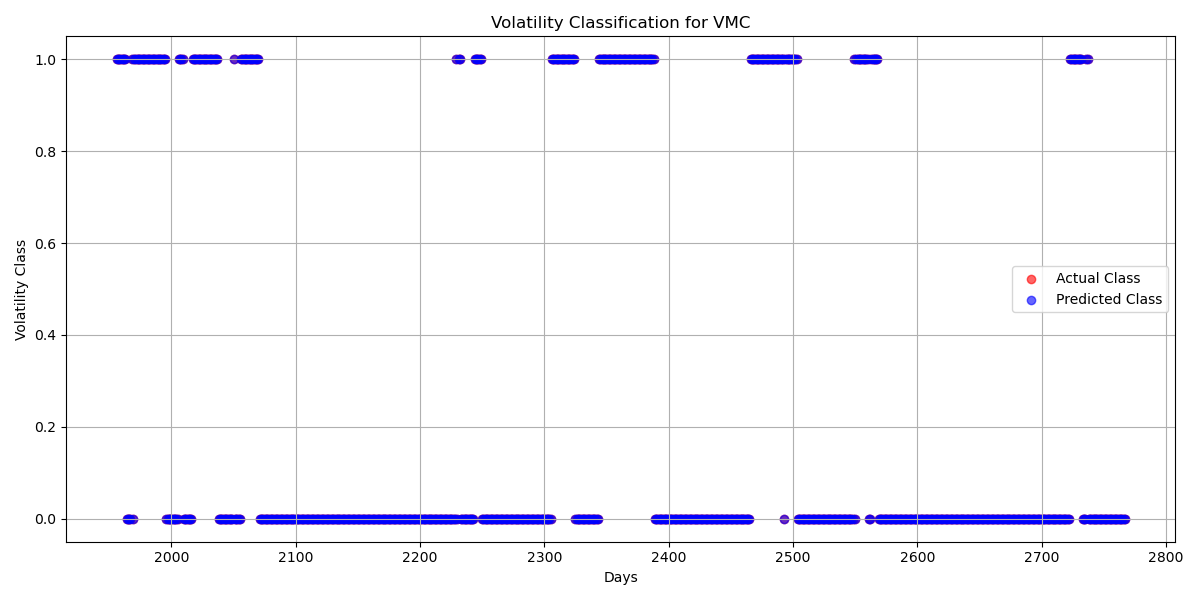 Volatility Classification for VMC
1.0
0.8
0.6
0.4
0.2
0.0
Volatility Class
Actual Class
Predicted Class
2000 2100 2200 2300 2400 2500 2600 2700 2800
Days